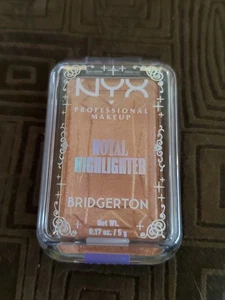 NYX
PROFESSIONAL
MAKEUP
ROYAL
HIGHLIGHTER
BRIDGERTON
Net Wt.
0.17 oz. / 5 g